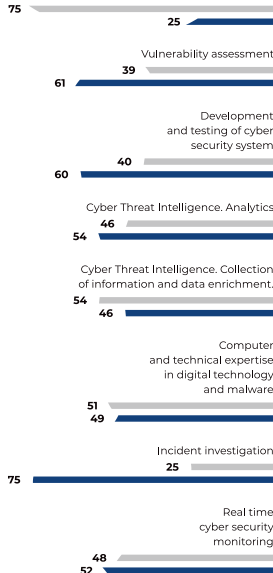 75
25
Vulnerability assessment
39
61
Development
and testing of cyber
security system
40
60
Cyber Threat Intelligence. Analytics
46
54
Cyber Threat Intelligence. Collection
of information and data enrichment.
54
46
Computer
and technical expertise
in digital technology
and malware
51
49
Incident investigation
25
75
Real time
cyber security
monitoring
48
52